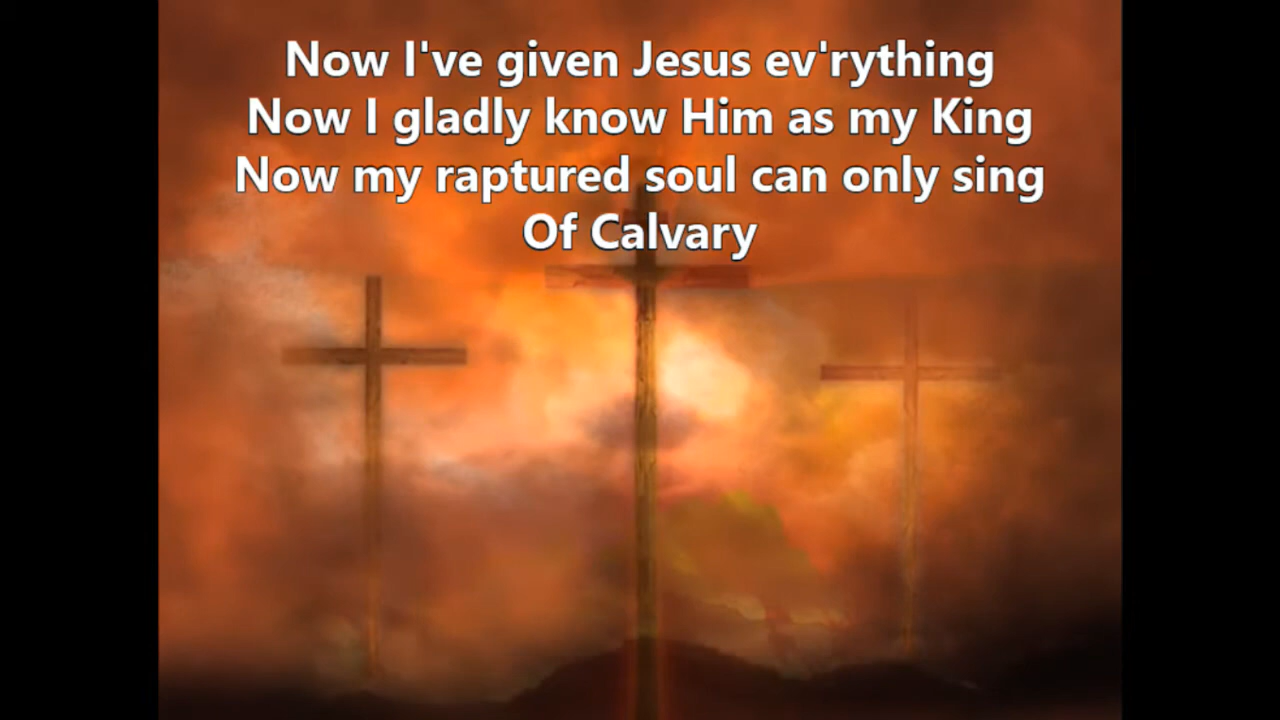 Now I've given Jesus ev'rything
Now I gladly know Him as my King
Now my raptured soul can only sing
Of Calvary